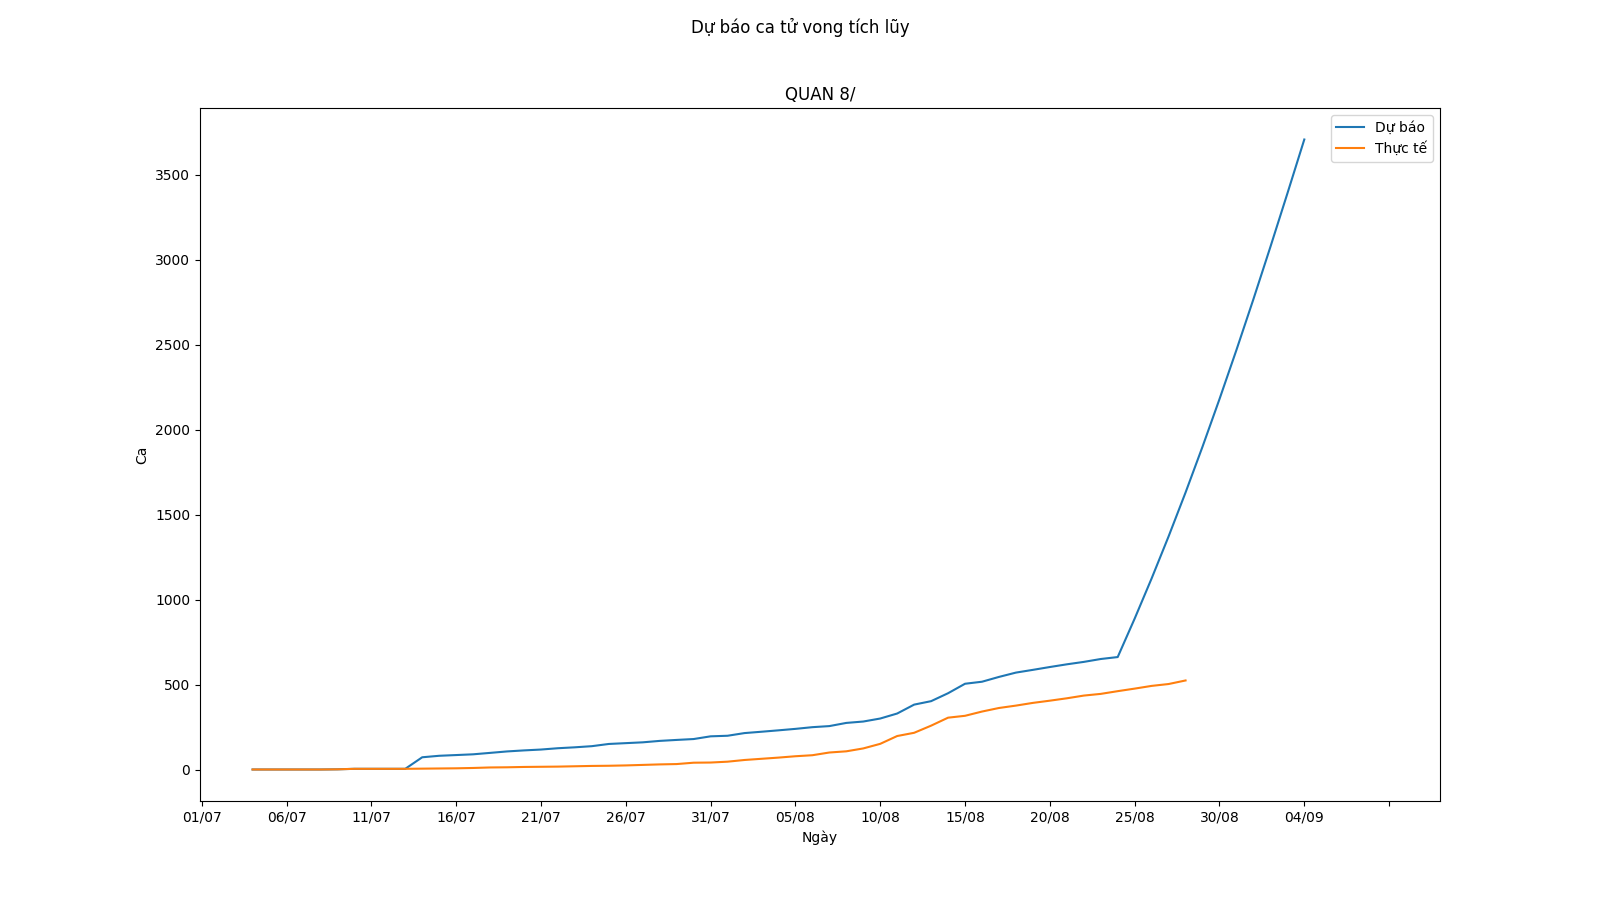 Dự báo ca tử vong tích lũy
QUAN 8/
Dự báo
Thực tế
3500
3000
2500
2000
1500
1000
500
0
Ca
01/07 06/07 11/07 16/07 21/07 26/07 31/07 05/08 10/08 15/08 20/08 25/08 30/08 04/09
Ngày